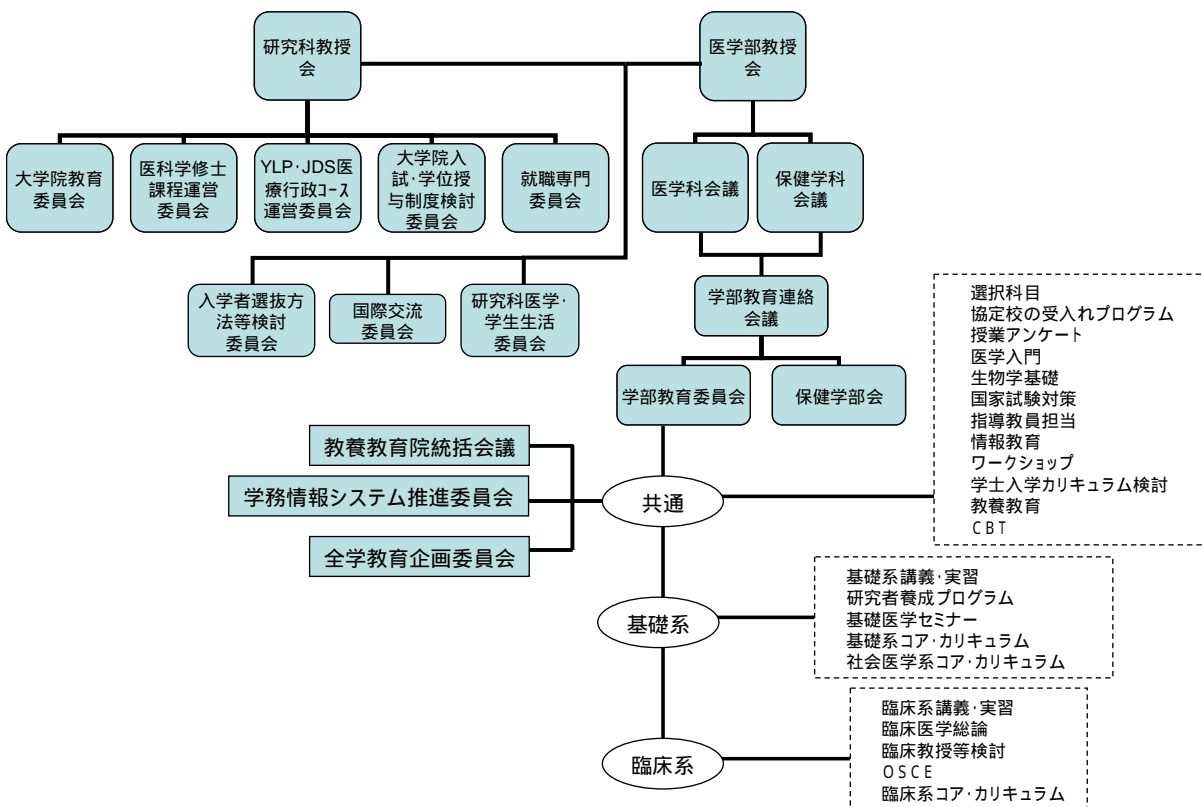 研究科教授
会
医学部教授
会
大学院教育
委員会
医科学修士
課程運営
委員会
YLP・JDS医
療行政コース
運営委員会
大学院入
試・学位授
与制度検討
委員会
就職専門
委員会
医学科会議
保健学科
会議
入学者選抜方
法等検討
委員会
国際交流
委員会
研究科医学・
学生生活
委員会
学部教育連絡
会議
学部教育委員会
保健学部会
教養教育院統括会議
学務情報システム推進委員会
全学教育企画委員会
共通
選択科目
協定校の受入れプログラム
授業アンケート
医学入門
生物学基礎
国家試験対策
指導教員担当
情報教育
ワークショップ
学士入学カリキュラム検討
教養教育
CBT
基礎系
基礎系講義・実習
研究者養成プログラム
基礎医学セミナー
基礎系コア・カリキュラム
社会医学系コア・カリキュラム
臨床系
臨床系講義・実習
臨床医学総論
臨床教授等検討
OSCE
臨床系コア・カリキュラム